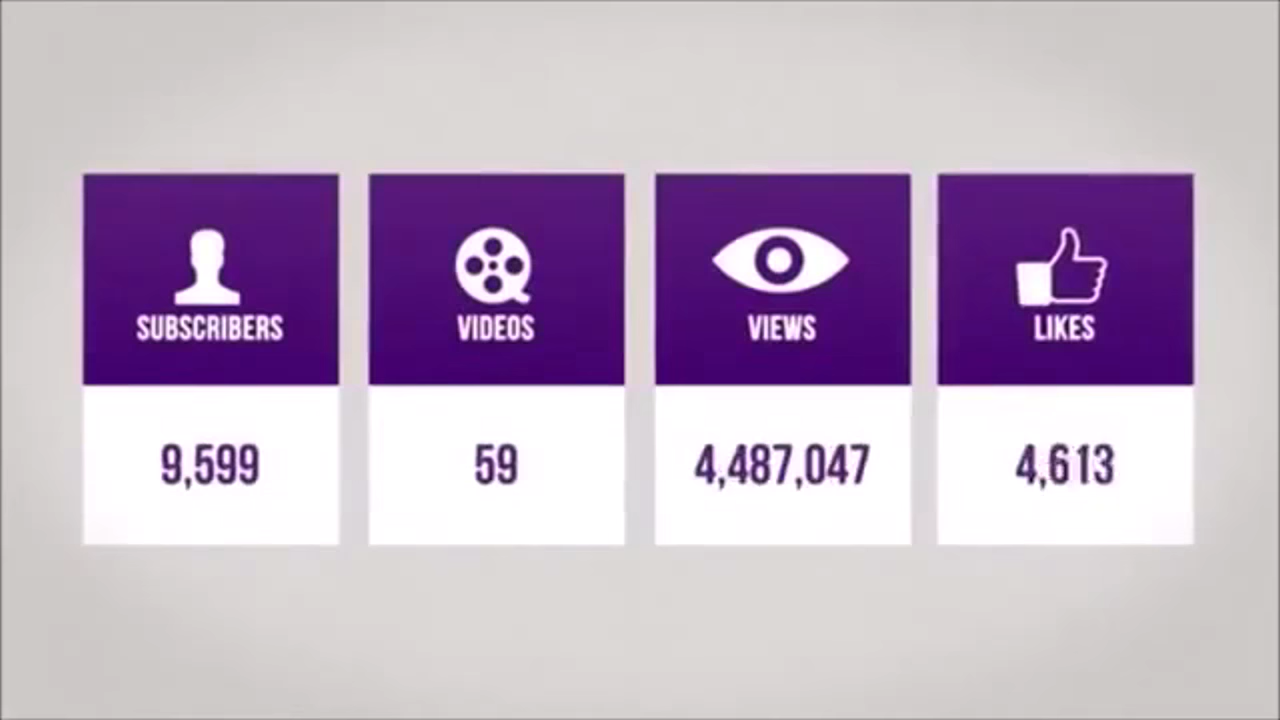 SUBSCRIBERS
9,599
VIDEOS
59
VIEWS
4,487,047
LIKES
4,613